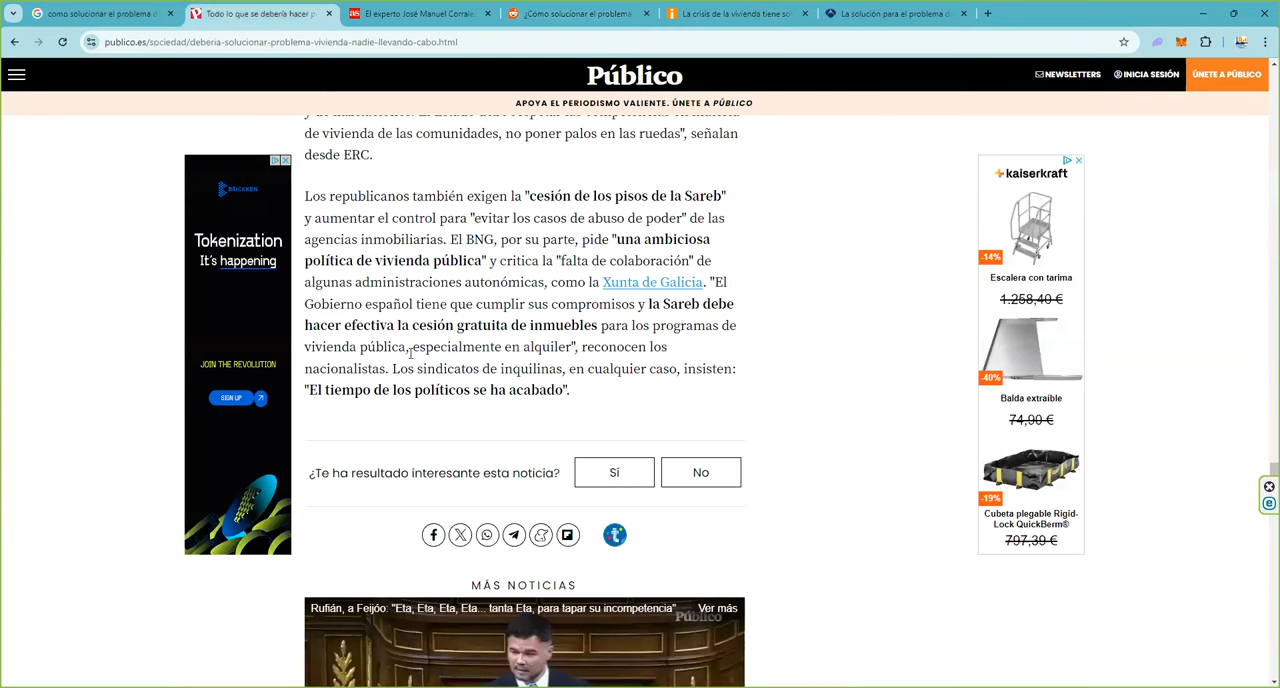 como solucionar el problema d
Todo lo que se debería hacer p
El experto José Manuel Corrale
¿Cómo solucionar el problema
La crisis de la vivienda tiene so
La solución para el problema d
publico.es/sociedad/deberia-solucionar-problema-vivienda-nadie-llevando-cabo.html
Público
NEWSLETTERS
INICIA SESIÓN
ÚNETE A PÚBLICO
APOYA EL PERIODISMO VALIENTE. ÚNETE A PÚBLICO
de vivienda de las comunidades, no poner palos en las ruedas", señalan
desde ERC.
Los republicanos también exigen la "cesión de los pisos de la Sareb"
y aumentar el control para "evitar los casos de abuso de poder" de las
agencias inmobiliarias. El BNG, por su parte, pide "una ambiciosa
política de vivienda pública" y critica la "falta de colaboración" de
algunas administraciones autonómicas, como la Xunta de Galicia. "El
Gobierno español tiene que cumplir sus compromisos y la Sareb debe
hacer efectiva la cesión gratuita de inmuebles para los programas de
vivienda pública, especialmente en alquiler", reconocen los
nacionalistas. Los sindicatos de inquilinas, en cualquier caso, insisten:
"El tiempo de los políticos se ha acabado".
¿Te ha resultado interesante esta noticia?
Sí
No
MÁS NOTICIAS
Rufián, a Feijóo: "Eta, Eta, Eta, Eta... tanta Eta, para tapar su incompetencia"
Ver más
Público
BRICKKEN
Tokenization
It's happening
JOIN THE REVOLUTION
SIGN UP
kaiserkraft
-14%
Escalera con tarima
1.258,40 €
-40%
Balda extraíble
74,90 €
-19%
Cubeta plegable Rigid-
Lock QuickBerm®
797,39 €